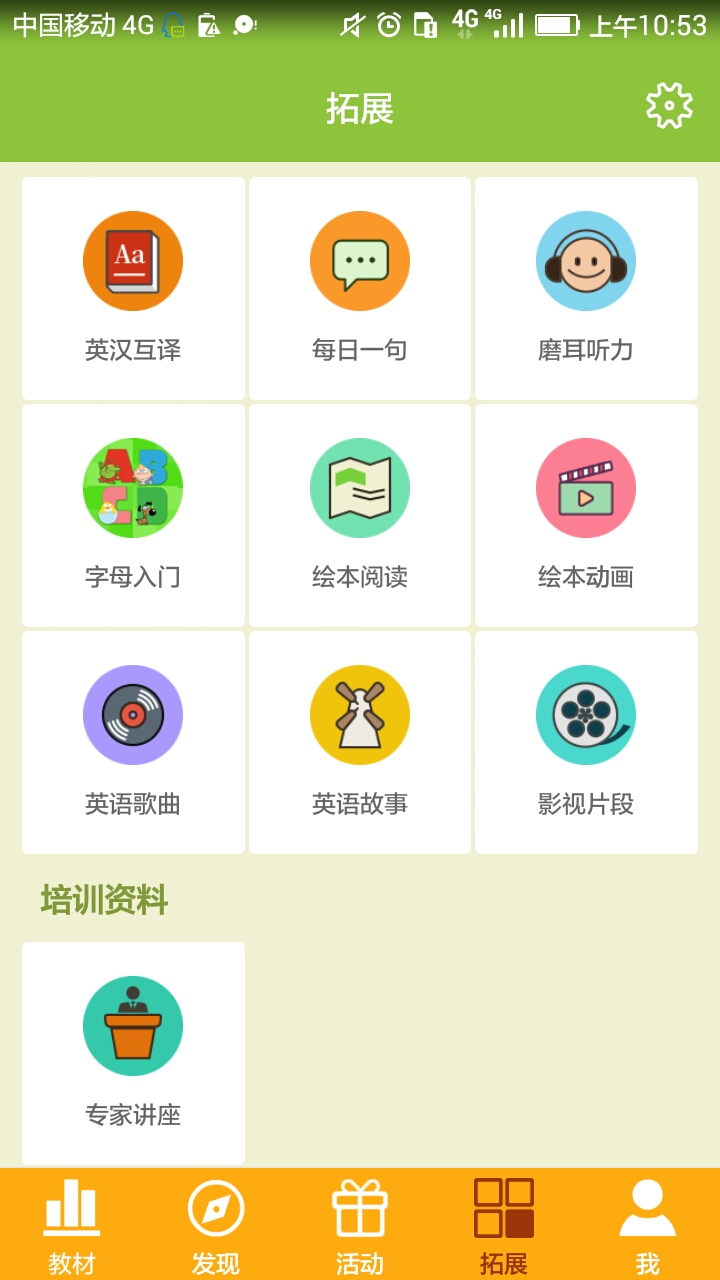 中国移动 4G 4G 4G 上午10:53
拓展
Aa
英汉互译 每日一句 磨耳听力
A B
C D
字母入门 绘本阅读 绘本动画
英语歌曲 英语故事 影视片段
培训资料
专家讲座
教材 发现 活动 拓展 我